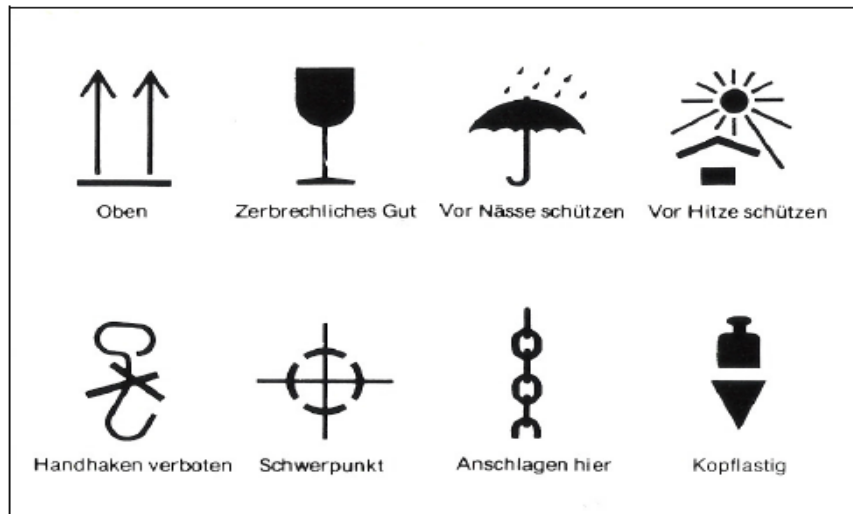 Oben
Zerbrechliches Gut
Vor Nässe schützen
Vor Hitze schützen
Handhaken verboten
Schwerpunkt
Anschlagen hier
Kopflastig